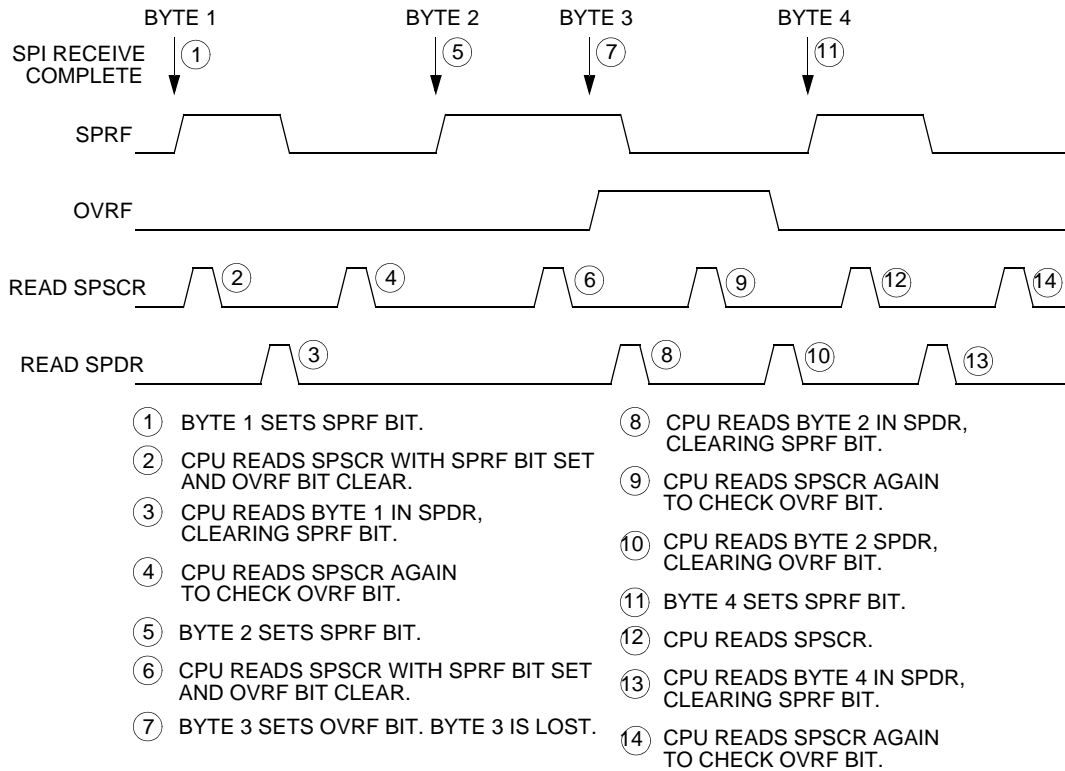 BYTE 1 BYTE 2 BYTE 3 BYTE 4
SPI RECEIVE
COMPLETE
1 5 7 11
SPRF
OVRF
READ SPSCR
2 4 6 9 12 14
READ SPDR
3 8 10 13
1 BYTE 1 SETS SPRF BIT.
2 CPU READS SPSCR WITH SPRF BIT SET
AND OVRF BIT CLEAR.
3 CPU READS BYTE 1 IN SPDR,
CLEARING SPRF BIT.
4 CPU READS SPSCR AGAIN
TO CHECK OVRF BIT.
5 BYTE 2 SETS SPRF BIT.
6 CPU READS SPSCR WITH SPRF BIT SET
AND OVRF BIT CLEAR.
7 BYTE 3 SETS OVRF BIT. BYTE 3 IS LOST.
8 CPU READS BYTE 2 IN SPDR,
CLEARING SPRF BIT.
9 CPU READS SPSCR AGAIN
TO CHECK OVRF BIT.
10 CPU READS BYTE 2 SPDR,
CLEARING OVRF BIT.
11 BYTE 4 SETS SPRF BIT.
12 CPU READS SPSCR.
13 CPU READS BYTE 4 IN SPDR,
CLEARING SPRF BIT.
14 CPU READS SPSCR AGAIN
TO CHECK OVRF BIT.